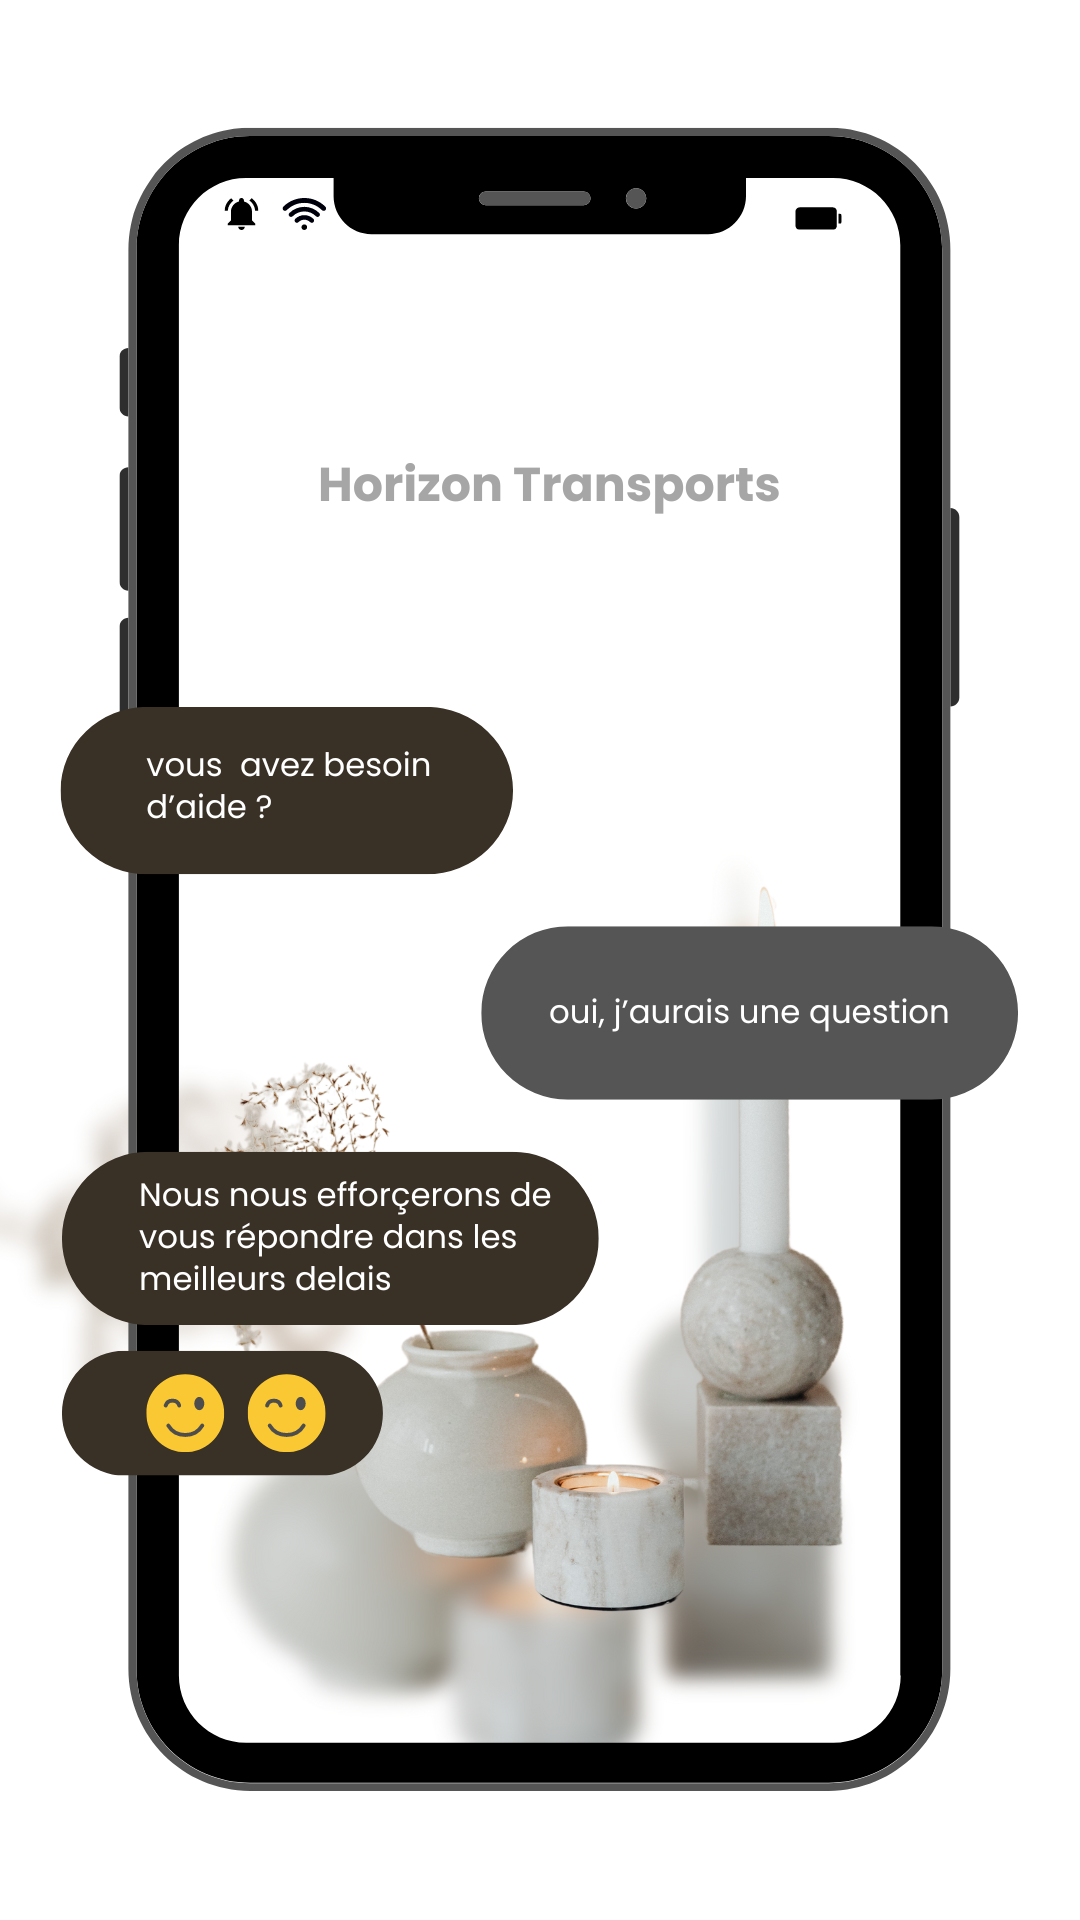 Horizon Transports
vous  avez besoin
d’aide ?
oui, j’aurais une question
Nous nous efforçerons de
vous répondre dans les
meilleurs delais